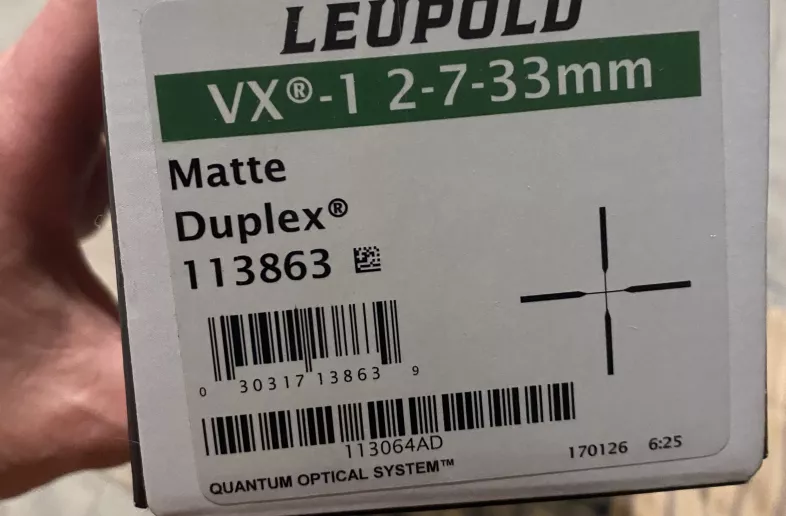 LEUPOLD
VX®-1 2-7-33mm
Matte
Duplex®
113863
0 30317 13863 9
113064AD
170126 6:25
QUANTUM OPTICAL SYSTEM™